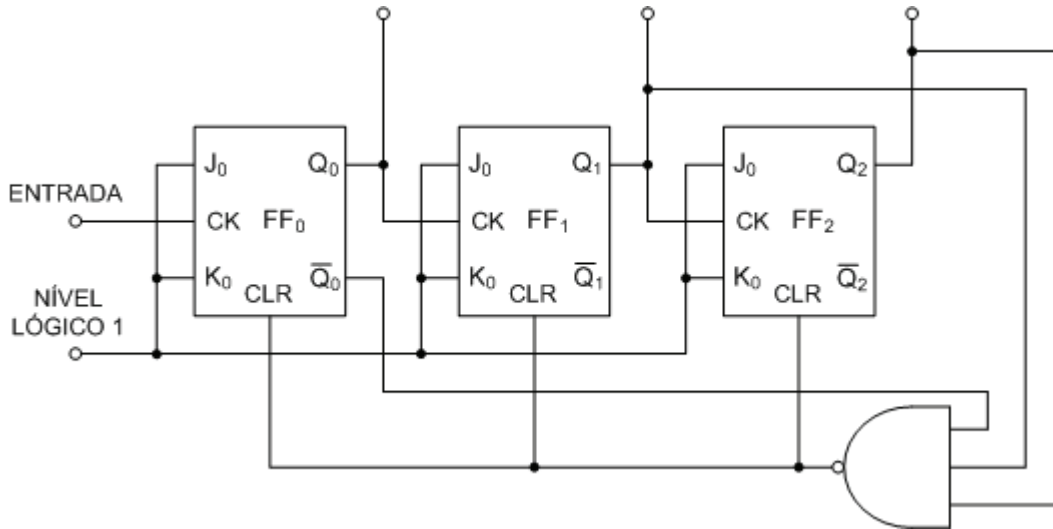 J₀ Q₀ J₀ Q₁ J₀ Q₂
ENTRADA
CK FF₀ CK FF₁ CK FF₂
K₀ Q̅₀ K₀ Q̅₁ K₀ Q̅₂
CLR CLR CLR
NÍVEL
LÓGICO 1